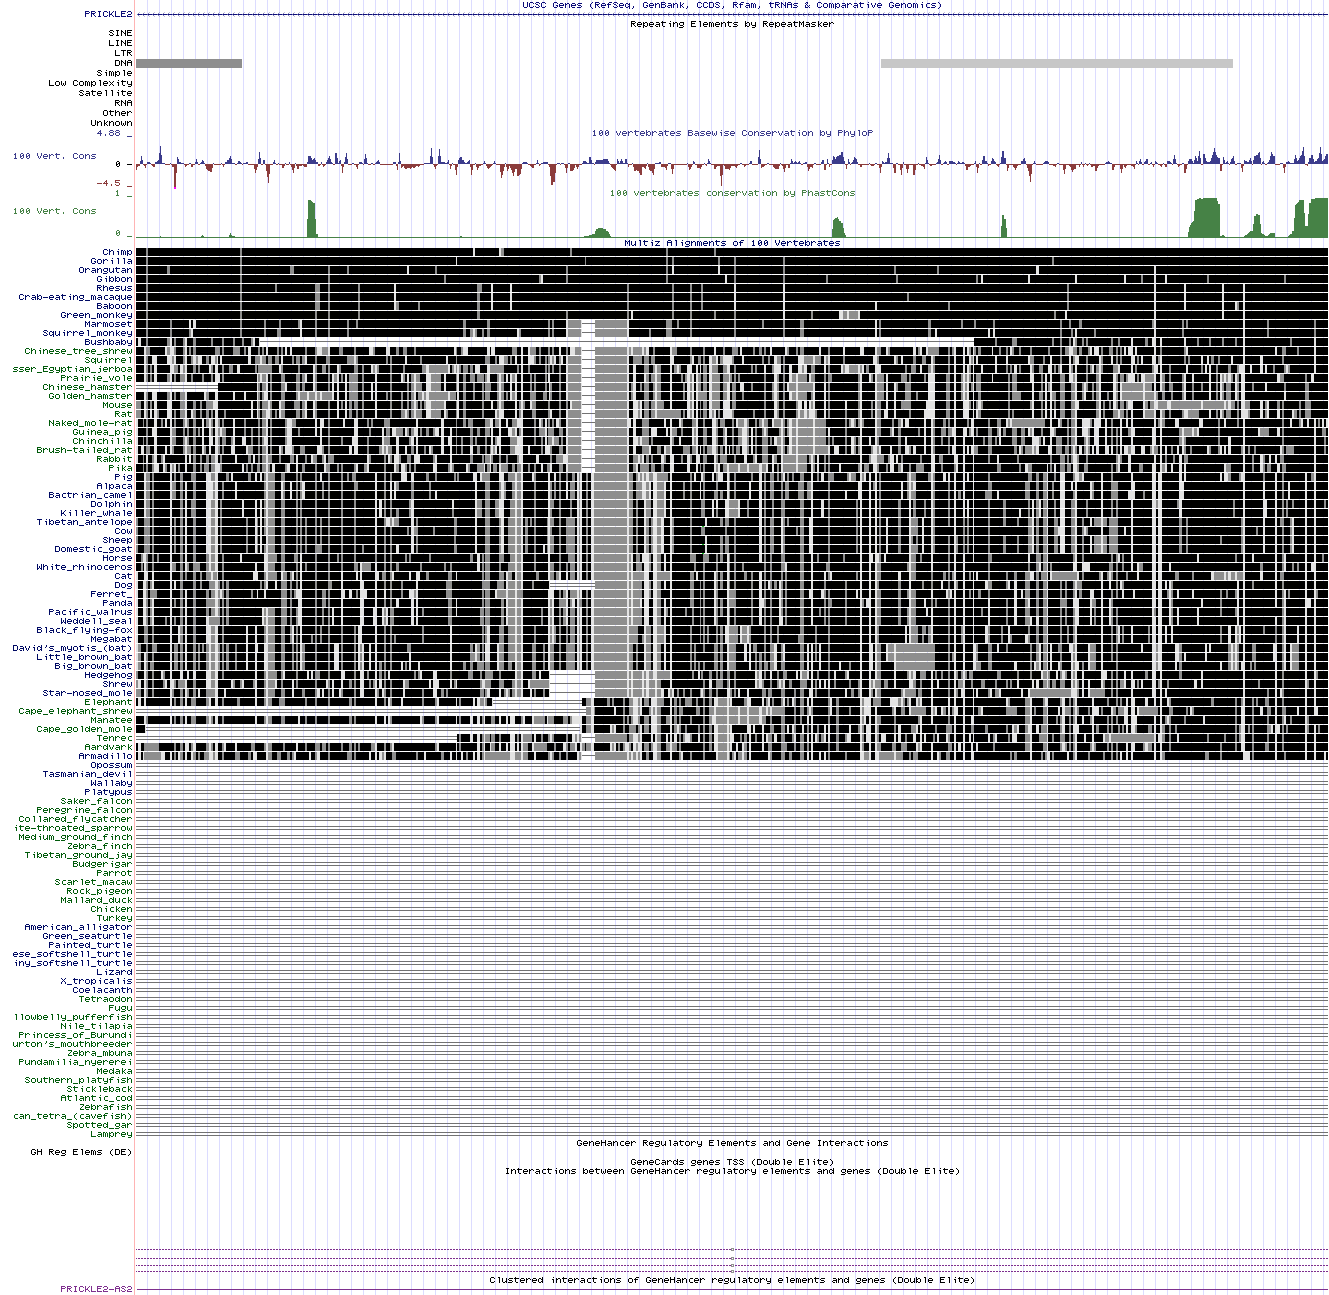 UCSC Genes (RefSeq, GenBank, CCDS, Rfam, tRNAs & Comparative Genomics)
PRICKLE2
Repeating Elements by RepeatMasker
SINE
LINE
LTR
DNA
Simple
Low Complexity
Satellite
RNA
Other
Unknown
4.88 _
100 vertebrates Basewise Conservation by PhyloP
100 Vert. Cons
0 _
-4.5 _
100 vertebrates conservation by PhastCons
1 _
100 Vert. Cons
0 _
Multiz Alignments of 100 Vertebrates
Chimp
Gorilla
Orangutan
Gibbon
Rhesus
Crab-eating_macaque
Baboon
Green_monkey
Marmoset
Squirrel_monkey
Bushbaby
Chinese_tree_shrew
Squirrel
sser_Egyptian_jerboa
Prairie_vole
Chinese_hamster
Golden_hamster
Mouse
Rat
Naked_mole-rat
Guinea_pig
Chinchilla
Brush-tailed_rat
Rabbit
Pika
Pig
Alpaca
Bactrian_camel
Dolphin
Killer_whale
Tibetan_antelope
Cow
Sheep
Domestic_goat
Horse
White_rhinoceros
Cat
Dog
Ferret_
Panda
Pacific_walrus
Weddell_seal
Black_flying-fox
Megabat
David's_myotis_(bat)
Little_brown_bat
Big_brown_bat
Hedgehog
Shrew
Star-nosed_mole
Elephant
Cape_elephant_shrew
Manatee
Cape_golden_mole
Tenrec
Aardvark
Armadillo
Opossum
Tasmanian_devil
Wallaby
Platypus
Saker_falcon
Peregrine_falcon
Collared_flycatcher
ite-throated_sparrow
Medium_ground_finch
Zebra_finch
Tibetan_ground_jay
Budgerigar
Parrot
Scarlet_macaw
Rock_pigeon
Mallard_duck
Chicken
Turkey
American_alligator
Green_seaturtle
Painted_turtle
ese_softshell_turtle
iny_softshell_turtle
Lizard
X_tropicalis
Coelacanth
Tetraodon
Fugu
llowbelly_pufferfish
Nile_tilapia
Princess_of_Burundi
urton's_mouthbreeder
Zebra_mbuna
Pundamilia_nyererei
Medaka
Southern_platyfish
Stickleback
Atlantic_cod
Zebrafish
can_tetra_(cavefish)
Spotted_gar
Lamprey
GeneHancer Regulatory Elements and Gene Interactions
GH Reg Elems (DE)
GeneCards genes TSS (Double Elite)
Interactions between GeneHancer regulatory elements and genes (Double Elite)
Clustered interactions of GeneHancer regulatory elements and genes (Double Elite)
PRICKLE2-AS2